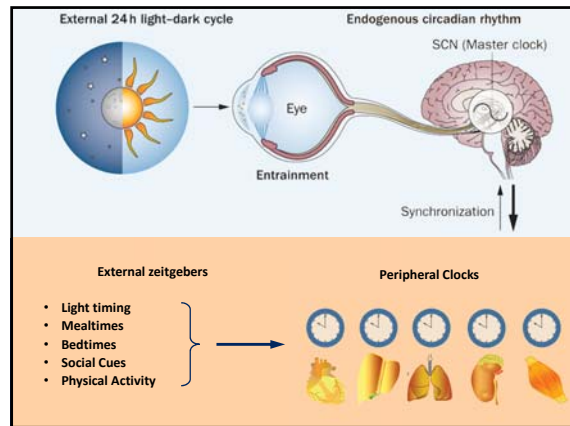 External 24 h light–dark cycle
Endogenous circadian rhythm
SCN (Master clock)
Eye
Entrainment
Synchronization
External zeitgebers
• Light timing
• Mealtimes
• Bedtimes
• Social Cues
• Physical Activity
Peripheral Clocks